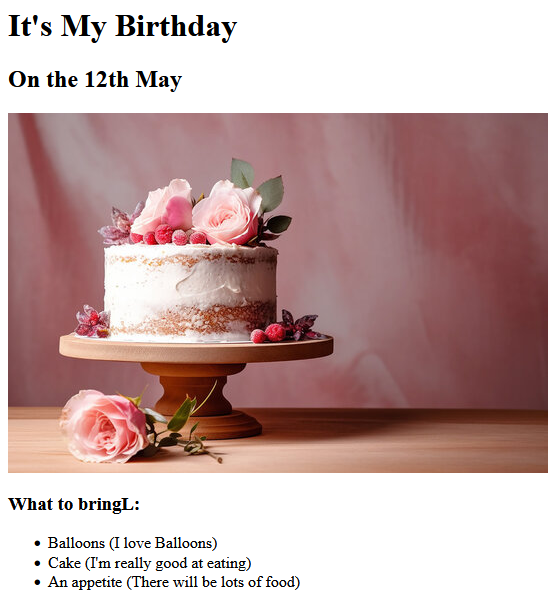 It's My Birthday
On the 12th May
What to bringL:
Balloons (I love Balloons)
Cake (I'm really good at eating)
An appetite (There will be lots of food)